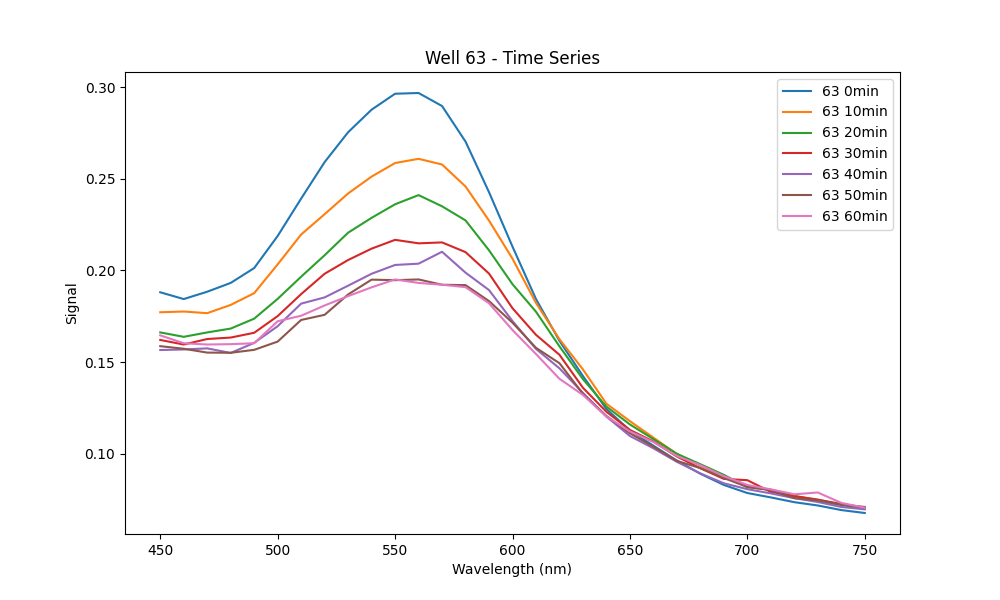 Well 63 - Time Series
Signal
0.30
0.25
0.20
0.15
0.10
63 0min
63 10min
63 20min
63 30min
63 40min
63 50min
63 60min
450 500 550 600 650 700 750
Wavelength (nm)